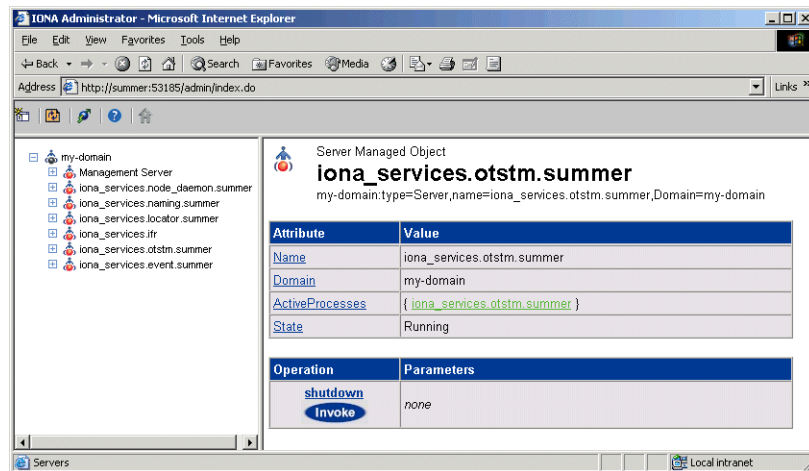 IONA Administrator - Microsoft Internet Explorer
File Edit View Favorites Tools Help
Back Search Favorites Media
Address http://summer:53185/admin/index.do Links »
my-domain
Management Server
iona_services.node_daemon.summer
iona_services.naming.summer
iona_services.locator.summer
iona_services.ifr
iona_services.otstm.summer
iona_services.event.summer
Server Managed Object
iona_services.otstm.summer
my-domain:type=Server,name=iona_services.otstm.summer,Domain=my-domain
Attribute Value
Name iona_services.otstm.summer
Domain my-domain
ActiveProcesses { iona_services.otstm.summer }
State Running
Operation Parameters
shutdown
Invoke none
Servers Local intranet